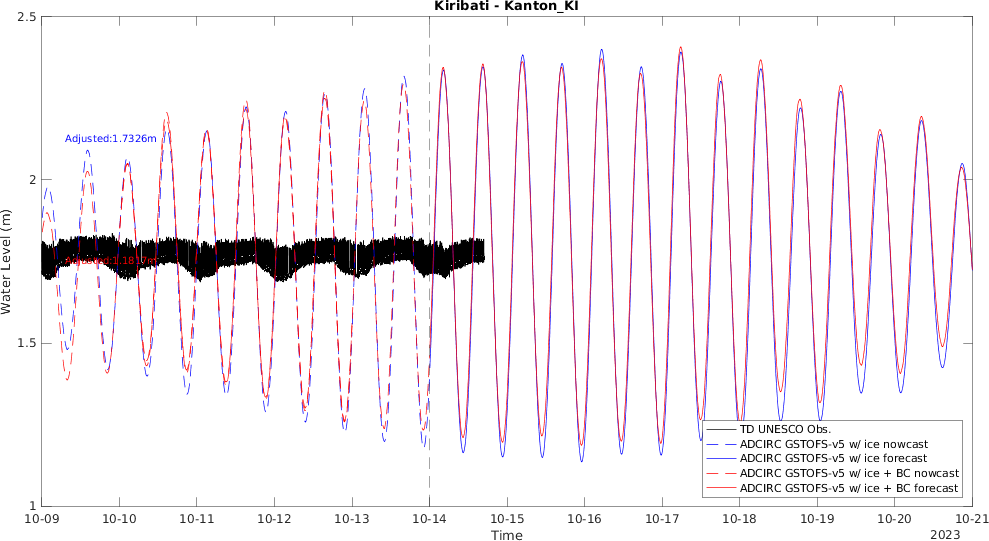 Kiribati - Kanton_KI
2.5
Adjusted:1.7326m
2
Water Level (m)
1.5
TD UNESCO Obs.
ADCIRC GSTOFS-v5 w/ ice nowcast
ADCIRC GSTOFS-v5 w/ ice forecast
ADCIRC GSTOFS-v5 w/ ice + BC nowcast
ADCIRC GSTOFS-v5 w/ ice + BC forecast
1
10-09 10-10 10-11 10-12 10-13 10-14 10-15 10-16 10-17 10-18 10-19 10-20 10-21
Time
2023